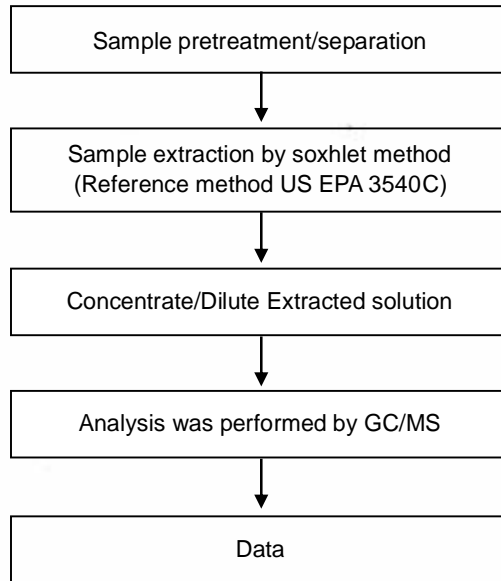 Sample pretreatment/separation
Sample extraction by soxhlet method
(Reference method US EPA 3540C)
Concentrate/Dilute Extracted solution
Analysis was performed by GC/MS
Data